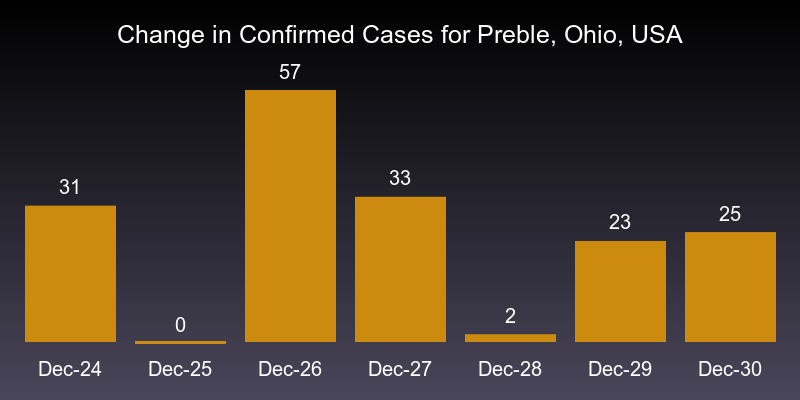 Change in Confirmed Cases for Preble, Ohio, USA
31
0
57
33
2
23
25
Dec-24
Dec-25
Dec-26
Dec-27
Dec-28
Dec-29
Dec-30